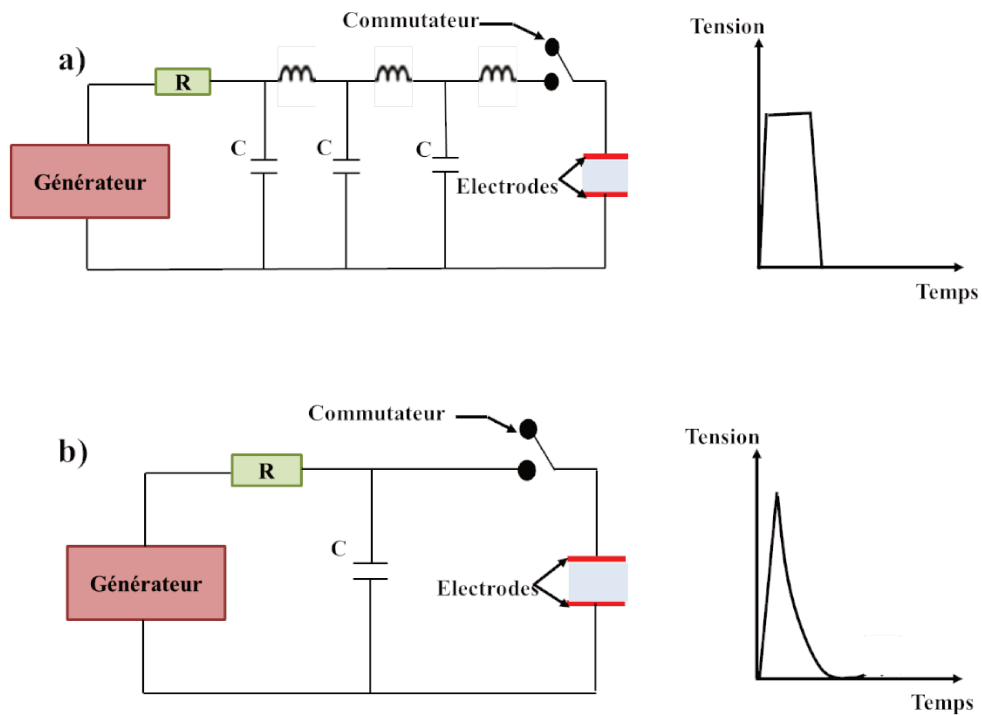 Commutateur
Tension
a)
R
C
C
C
Générateur
Electrodes
Temps
Commutateur
Tension
b)
R
C
Générateur
Electrodes
Temps